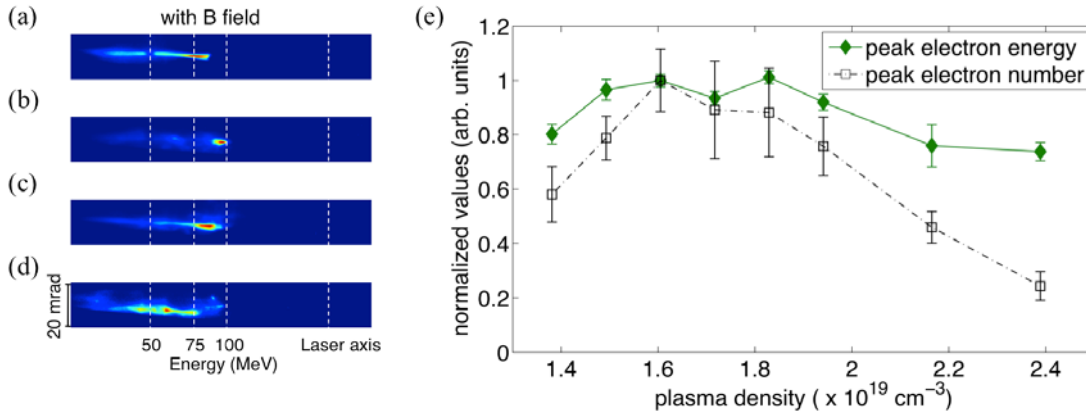 (a)
with B field
(b)
(c)
(d)
20 mrad
50 75 100 Laser axis
Energy (MeV)
(e)
normalized values (arb. units)
1.2
1
0.8
0.6
0.4
0.2
0
peak electron energy
peak electron number
1.4 1.6 1.8 2 2.2 2.4
plasma density ( x 10¹⁹ cm⁻³)